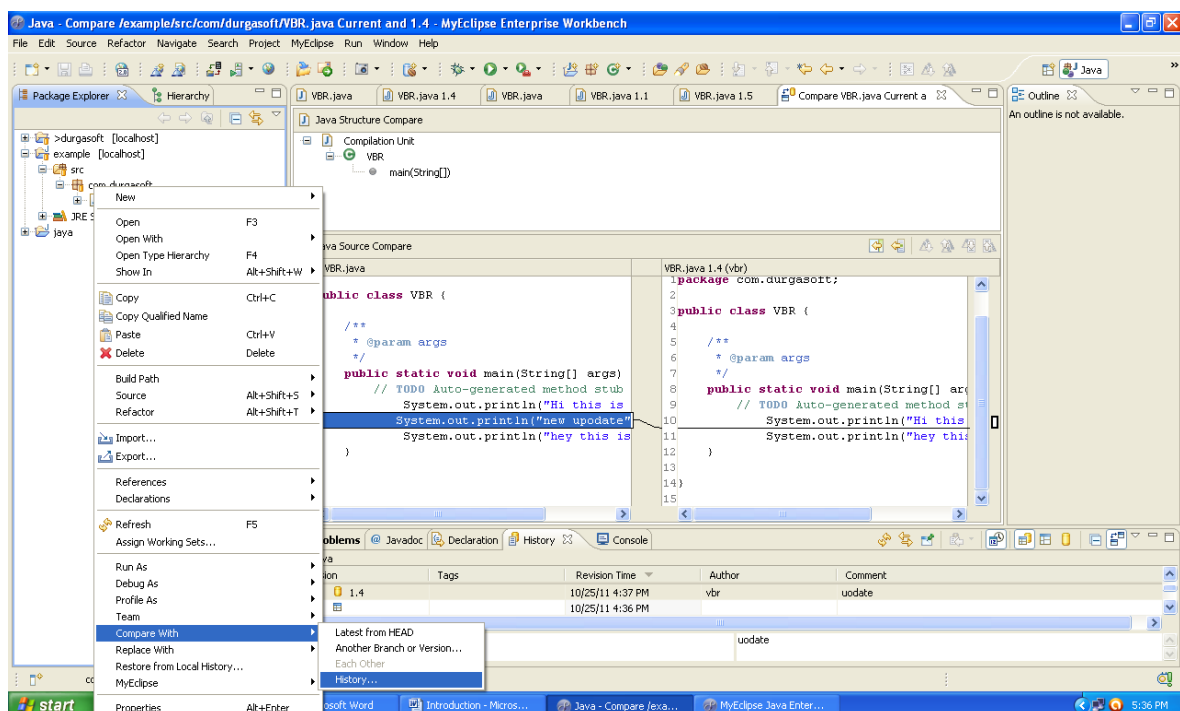 Java - Compare /example/src/com/durgasoft/VBR.java Current and 1.4 - MyEclipse Enterprise Workbench
File Edit Source Refactor Navigate Search Project MyEclipse Run Window Help
Java
Package Explorer
Hierarchy
VBR.java
VBR.java 1.4
VBR.java
VBR.java 1.1
VBR.java 1.5
Compare VBR.java Current a
Outline
An outline is not available.
>durgasoft [localhost]
example [localhost]
src
com.durgasoft
JRE S
jaya
Java Structure Compare
Compilation Unit
VBR
main(String[])
New
Open F3
Open With
Open Type Hierarchy F4
Show In Alt+Shift+W
Copy Ctrl+C
Copy Qualified Name
Paste Ctrl+V
Delete Delete
Build Path
Source Alt+Shift+S
Refactor Alt+Shift+T
Import...
Export...
References
Declarations
Refresh F5
Assign Working Sets...
Run As
Debug As
Profile As
Team
Compare With
Replace With
Restore from Local History...
MyEclipse
Properties Alt+Enter
Latest from HEAD
Another Branch or Version...
Each Other
History...
ava Source Compare
VBR.java
ublic class VBR {
/**
* @param args
*/
public static void main(String[] args)
// TODO Auto-generated method stub
System.out.println("Hi this is
System.out.println("new upodate"
System.out.println("hey this is
}
VBR.java 1.4 (vbr)
1 package com.durgasoft;
2
3 public class VBR {
4
5 /**
6 * @param args
7 */
8 public static void main(String[] arg
9 // TODO Auto-generated method st
10 System.out.println("Hi this
11 System.out.println("hey this
12 }
13
14 }
15
oblems
Javadoc
Declaration
History
Console
va
ion Tags Revision Time Author Comment
1.4 10/25/11 4:37 PM vbr uodate
10/25/11 4:36 PM
uodate
co
start
osoft Word
Introduction - Micros...
Java - Compare /exa...
MyEclipse Java Enter...
5:36 PM